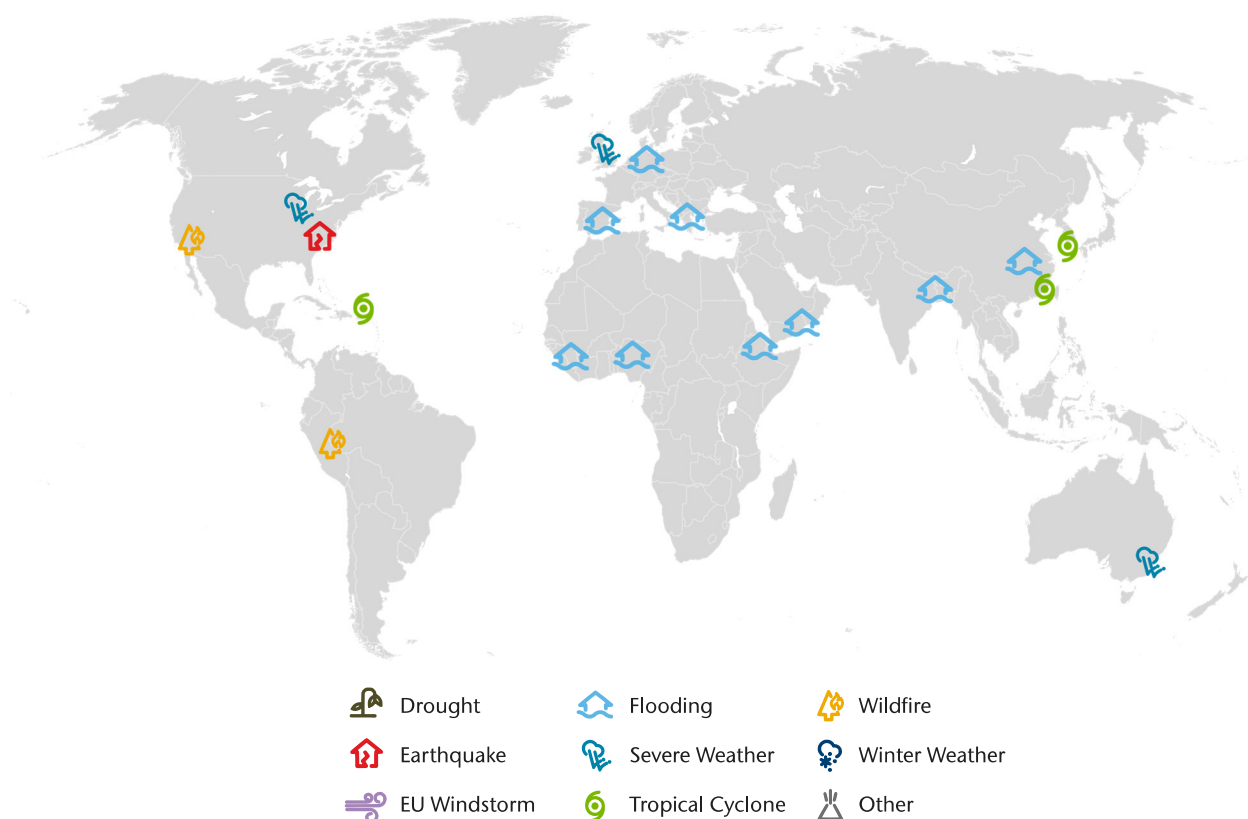 Drought Flooding Wildfire
Earthquake Severe Weather Winter Weather
EU Windstorm Tropical Cyclone Other